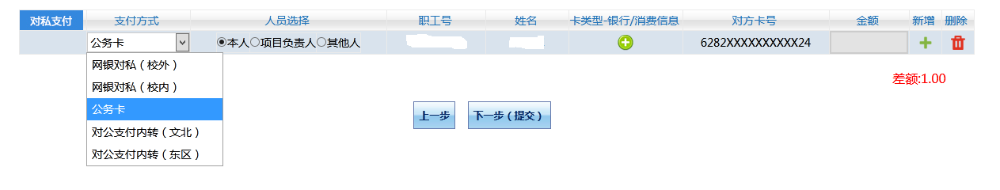 对私支付 支付方式 人员选择 职工号 姓名 卡类型-银行/消费信息 对方卡号 金额 新增 删除
公务卡 本人 项目负责人 其他人 6282XXXXXXXXXX24
网银对私（校外）
差额:1.00
网银对私（校内）
公务卡
上一步 下一步（提交）
对公支付内转（文北）
对公支付内转（东区）